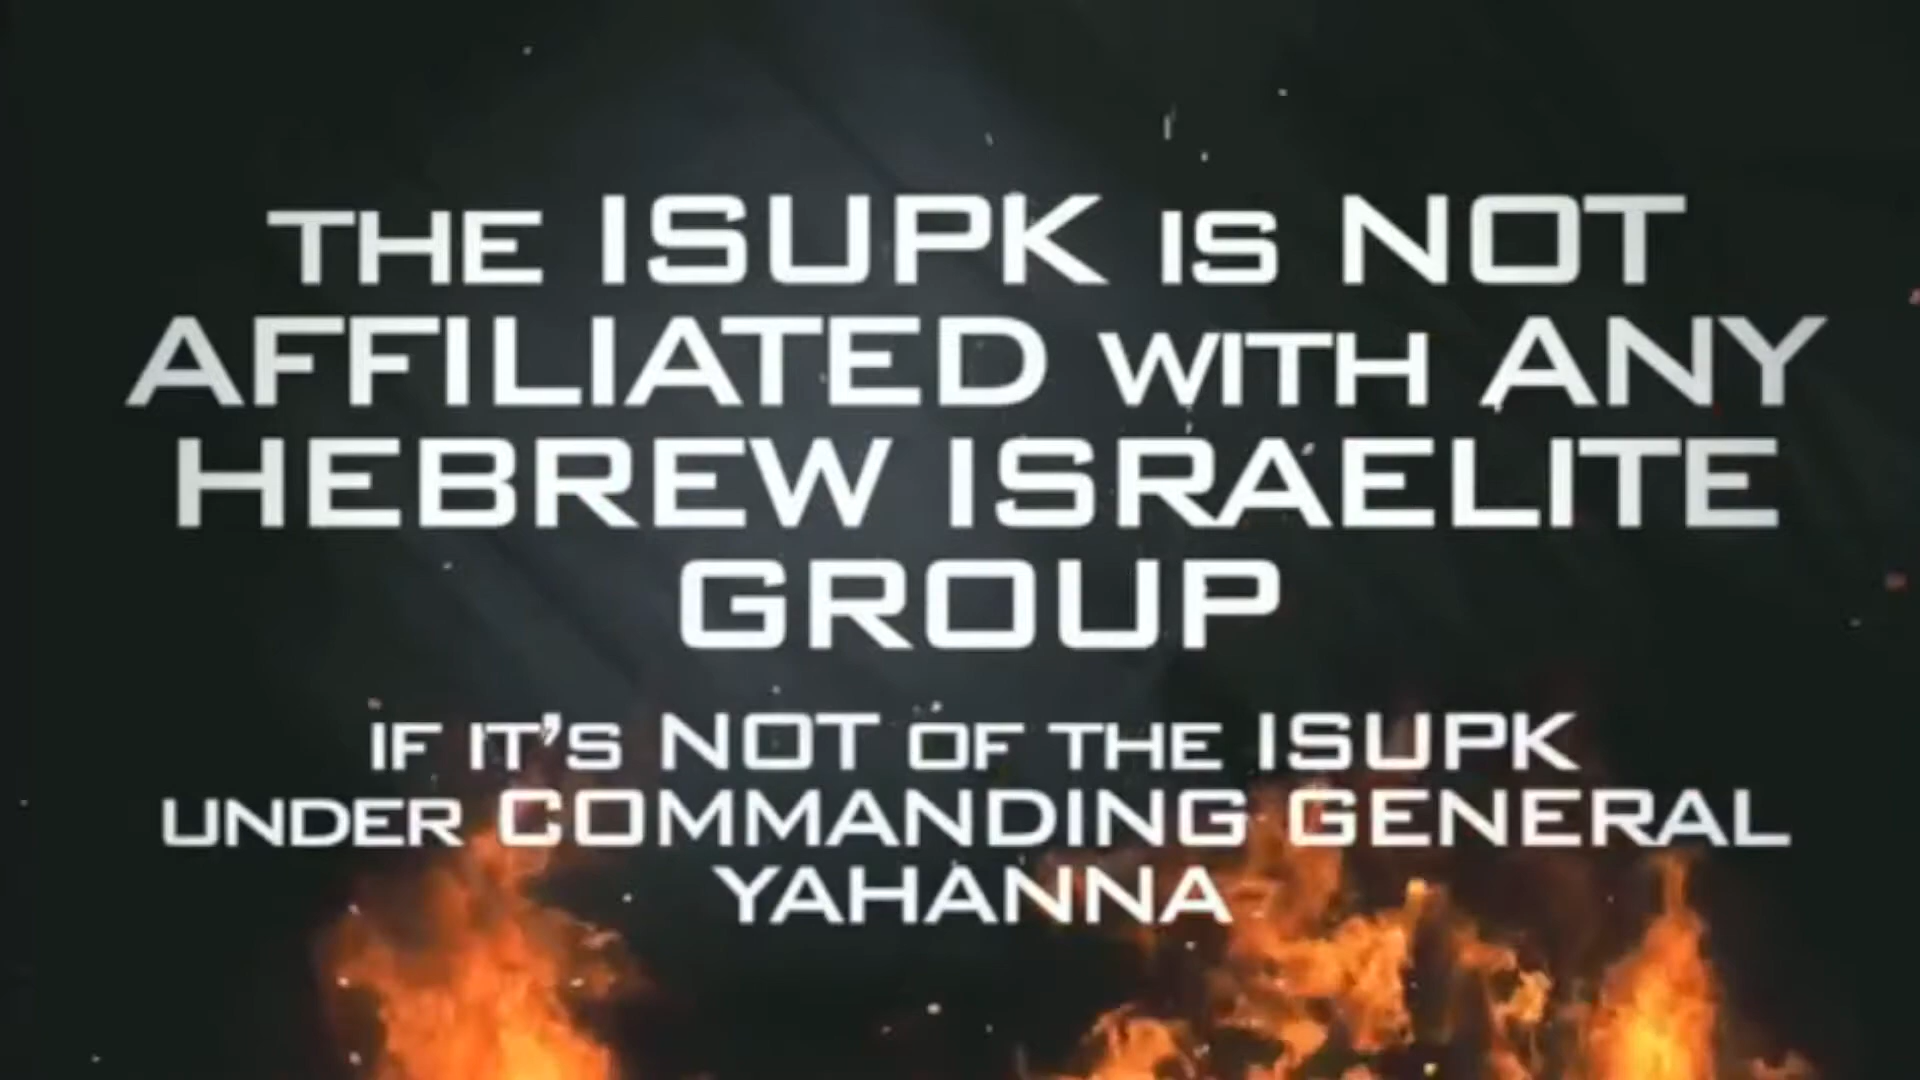 THE ISUPK IS NOT
AFFILIATED WITH ANY
HEBREW ISRAELITE
GROUP
IF IT'S NOT OF THE ISUPK
UNDER COMMANDING GENERAL
YAHANNA